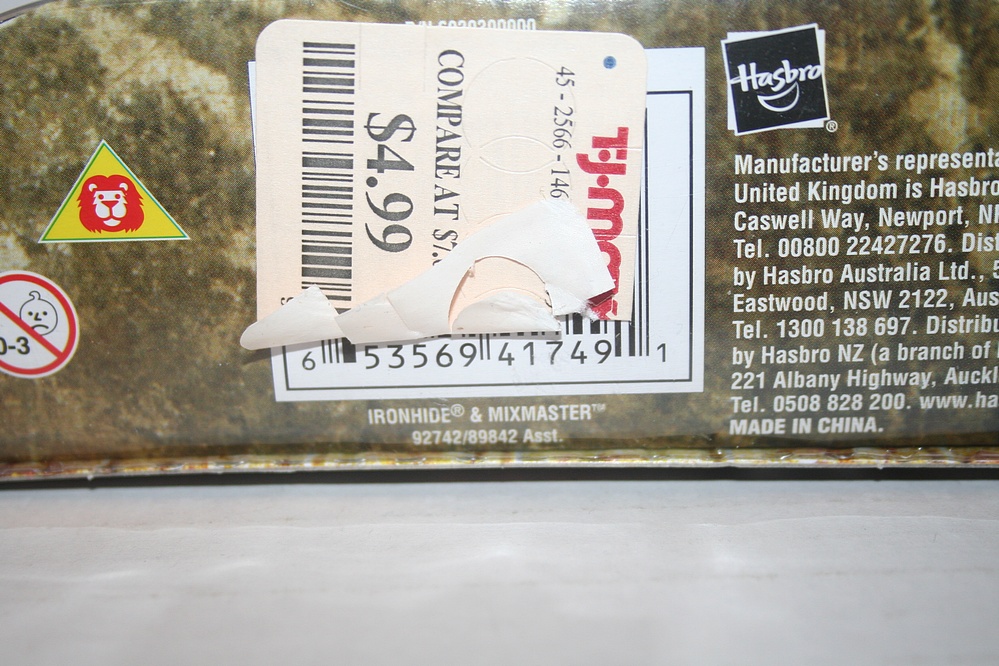 P/N 6020200000
T·J·maxx
45 - 2566 - 146
COMPARE AT $7.
$4.99
6 53569 41749 1
IRONHIDE® & MIXMASTER™
92742/89842 Asst.
0-3
Hasbro
®
Manufacturer's representa
United Kingdom is Hasbro
Caswell Way, Newport, N
Tel. 00800 22427276. Dist
by Hasbro Australia Ltd., 5
Eastwood, NSW 2122, Aus
Tel. 1300 138 697. Distribu
by Hasbro NZ (a branch of
221 Albany Highway, Auckl
Tel. 0508 828 200. www.ha
MADE IN CHINA.